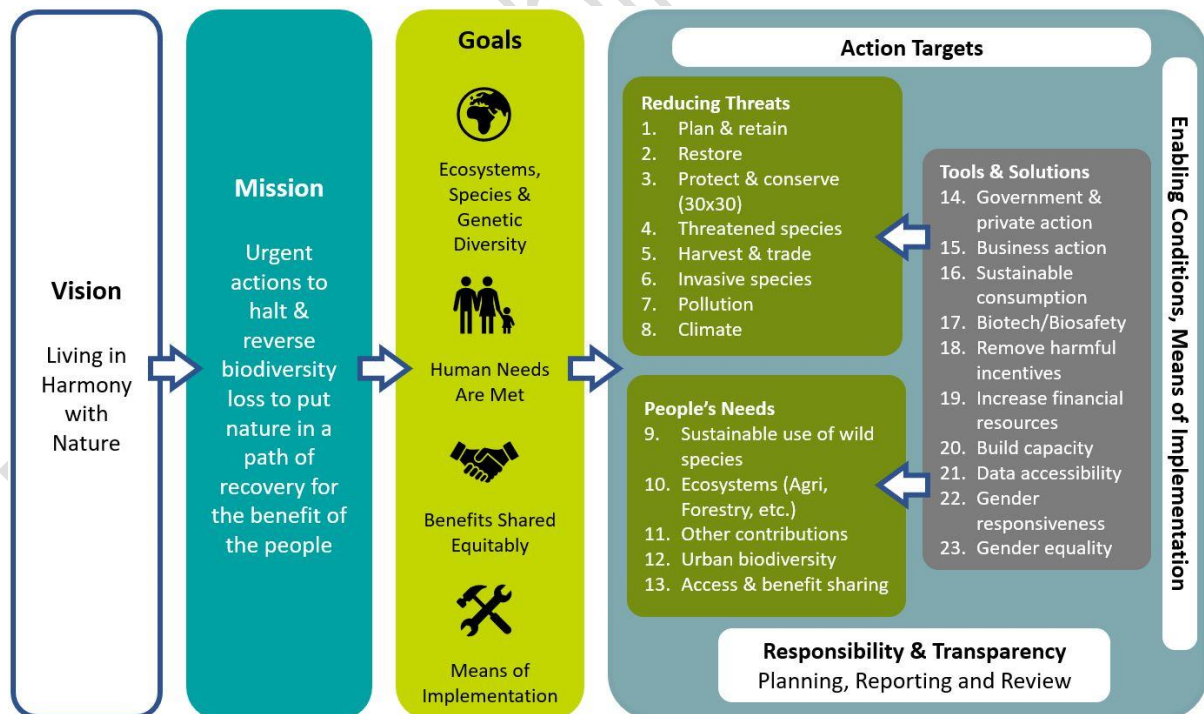 Vision
Living in
Harmony
with
Nature
Mission
Urgent
actions to
halt &
reverse
biodiversity
loss to put
nature in a
path of
recovery for
the benefit of
the people
Goals
Ecosystems,
Species &
Genetic
Diversity
Human Needs
Are Met
Benefits Shared
Equitably
Means of
Implementation
Action Targets
Reducing Threats
1. Plan & retain
2. Restore
3. Protect & conserve
(30x30)
4. Threatened species
5. Harvest & trade
6. Invasive species
7. Pollution
8. Climate
People's Needs
9. Sustainable use of wild
species
10. Ecosystems (Agri,
Forestry, etc.)
11. Other contributions
12. Urban biodiversity
13. Access & benefit sharing
Tools & Solutions
14. Government &
private action
15. Business action
16. Sustainable
consumption
17. Biotech/Biosafety
18. Remove harmful
incentives
19. Increase financial
resources
20. Build capacity
21. Data accessibility
22. Gender
responsiveness
23. Gender equality
Enabling Conditions, Means of Implementation
Responsibility & Transparency
Planning, Reporting and Review